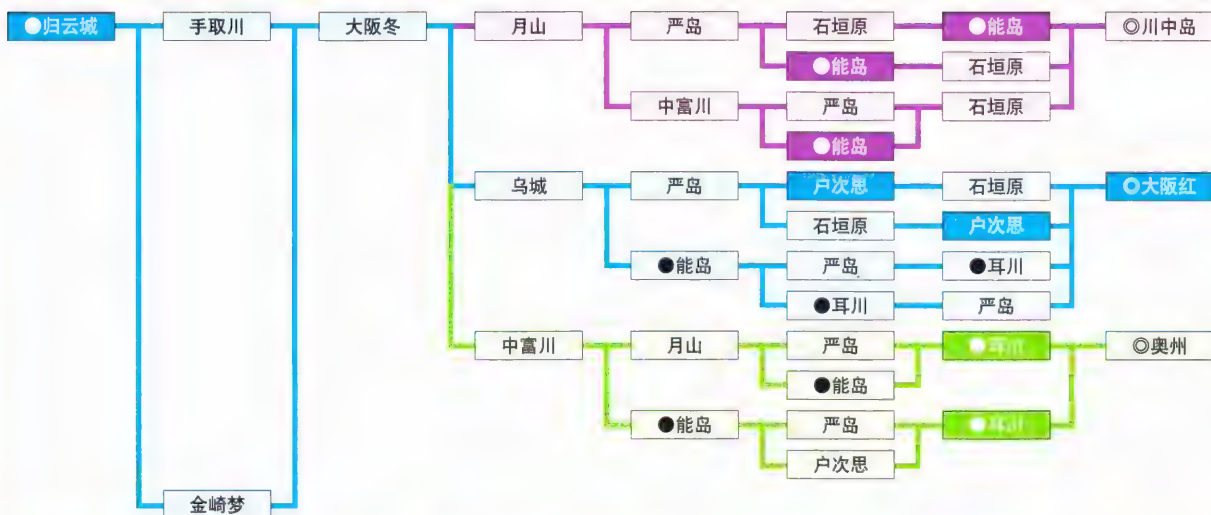 ●归云城 手取川 大阪冬 月山 严岛 石垣原 ●能岛 ◎川中岛
●能岛 石垣原
中富川 严岛 石垣原
●能岛
乌城 严岛 户次思 石垣原 ◎大阪红
石垣原 户次思
●能岛 严岛 ●耳川
●耳川 严岛
中富川 月山 严岛 ●耳川 ◎奥州
●能岛
●能岛 严岛 ●耳川
户次思
金崎梦